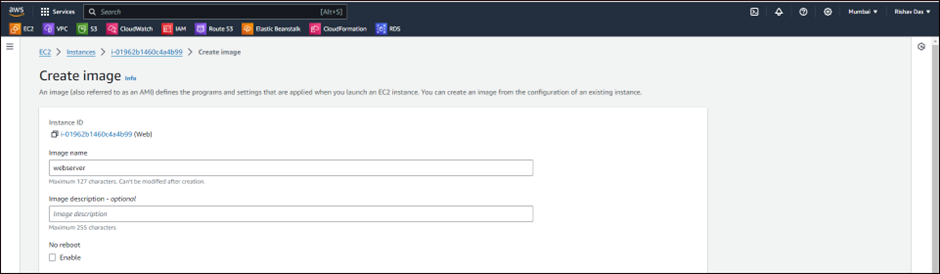 aws Services Search [Alt+S] Mumbai Rishav Das
EC2 VPC S3 CloudWatch IAM Route 53 Elastic Beanstalk CloudFormation RDS
EC2 > Instances > i-01962b1460c4a4b99 > Create image
Create image Info
An image (also referred to as an AMI) defines the programs and settings that are applied when you launch an EC2 instance. You can create an image from the configuration of an existing instance.
Instance ID
i-01962b1460c4a4b99 (Web)
Image name
webserver
Maximum 127 characters. Can't be modified after creation.
Image description - optional
Image description
Maximum 255 characters
No reboot
Enable